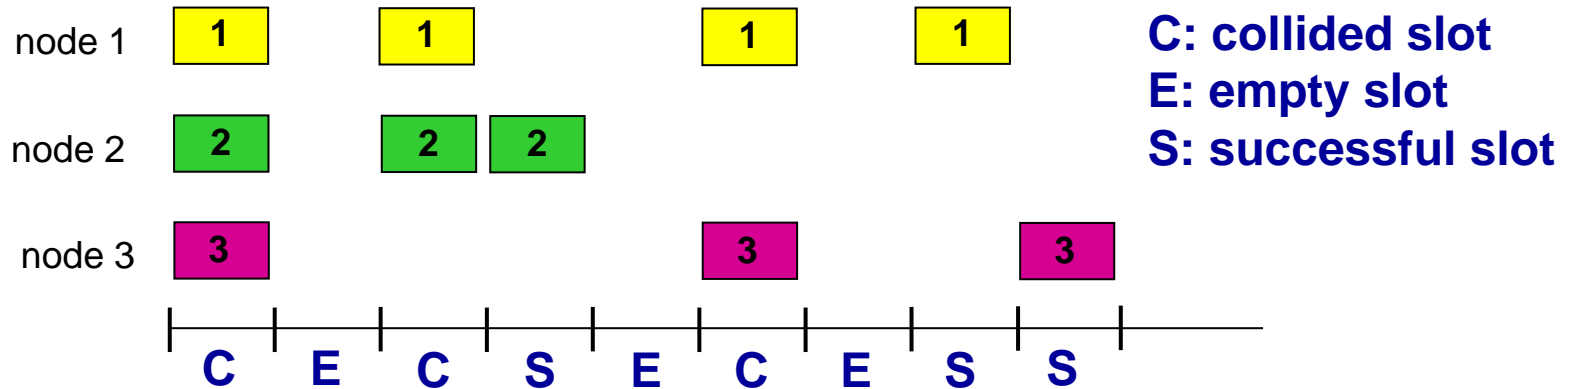 node 1 1 1 1 1
node 2 2 2 2
node 3 3 3 3
C E C S E C E S S
C: collided slot
E: empty slot
S: successful slot